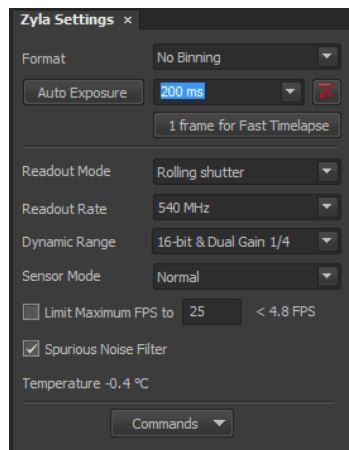 Zyla Settings ×
Format No Binning
Auto Exposure 200 ms
1 frame for Fast Timelapse
Readout Mode Rolling shutter
Readout Rate 540 MHz
Dynamic Range 16-bit & Dual Gain 1/4
Sensor Mode Normal
Limit Maximum FPS to 25 < 4.8 FPS
Spurious Noise Filter
Temperature -0.4 °C
Commands